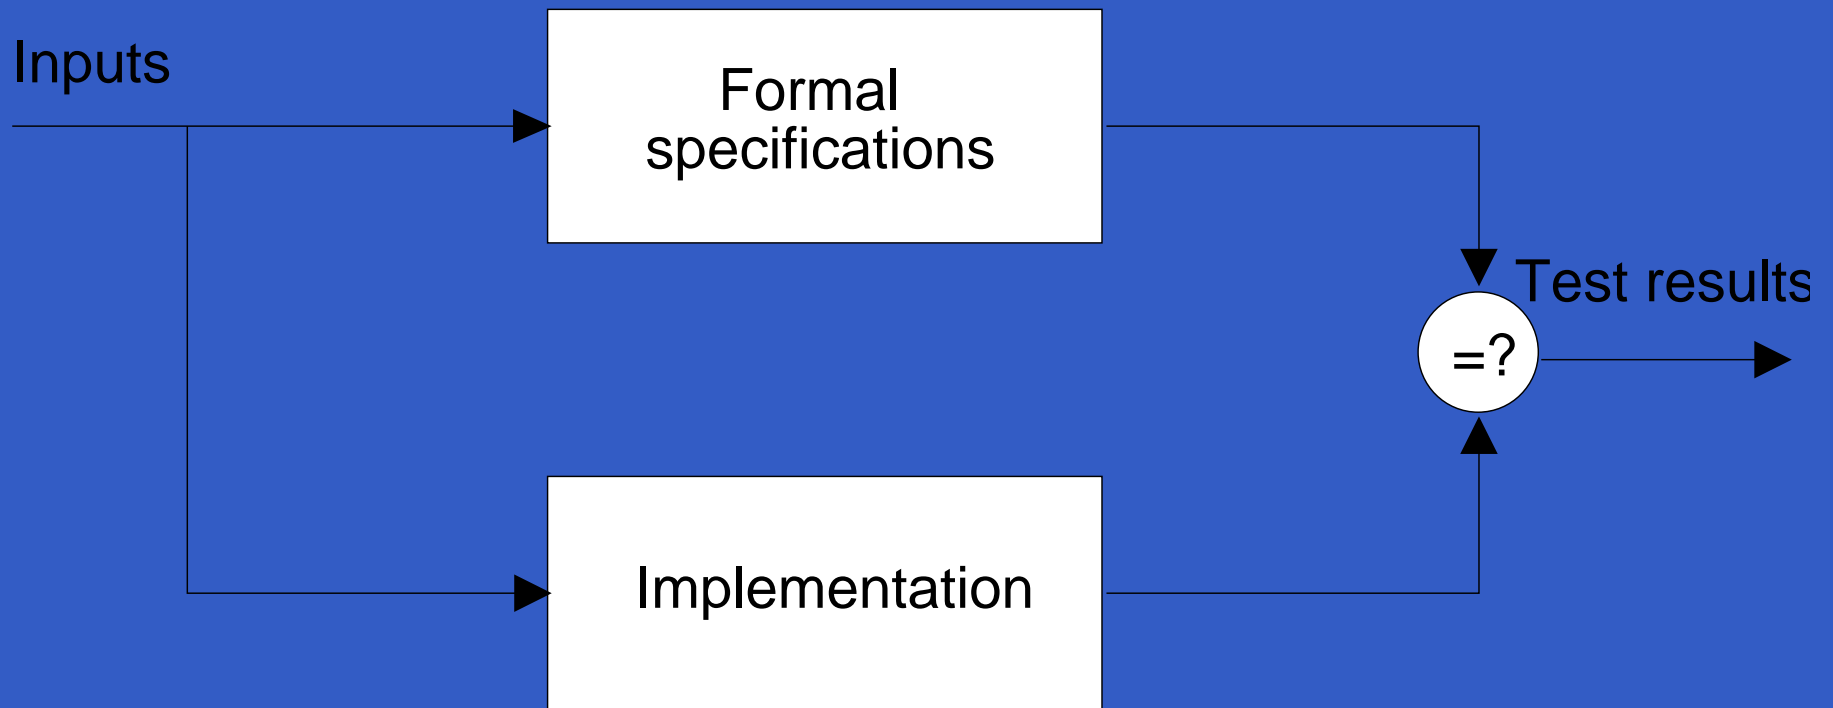 Inputs
Formal
specifications
Test results
=?
Implementation